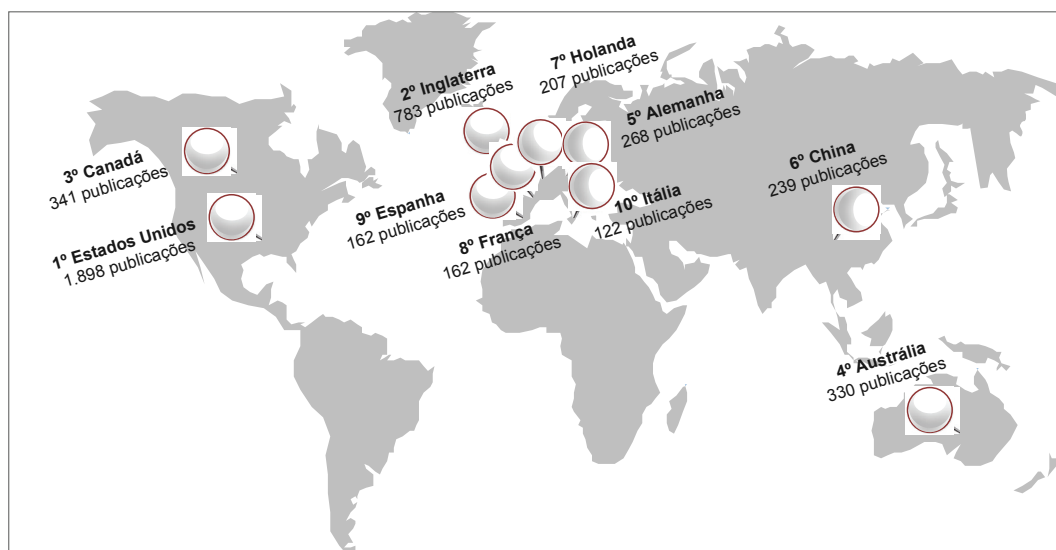 7º Holanda
207 publicações
2º Inglaterra
783 publicações
5º Alemanha
268 publicações
3º Canadá
341 publicações
6º China
239 publicações
9º Espanha
162 publicações
10º Itália
122 publicações
1º Estados Unidos
1.898 publicações
8º França
162 publicações
4º Austrália
330 publicações